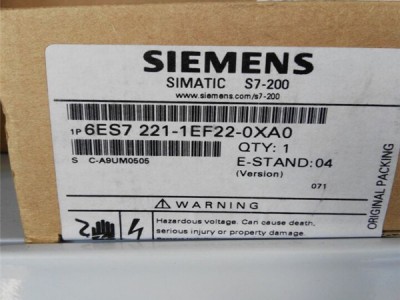 SIEMENS
SIMATIC S7-200
www.siemens.com/s7-200
1P 6ES7 221-1EF22-0XA0
QTY: 1
S C-A9UM0505
E-STAND: 04
(Version)
071
ORIGINAL PACKING
WARNING
Hazardous voltage. Can cause death,
serious injury or property damage.